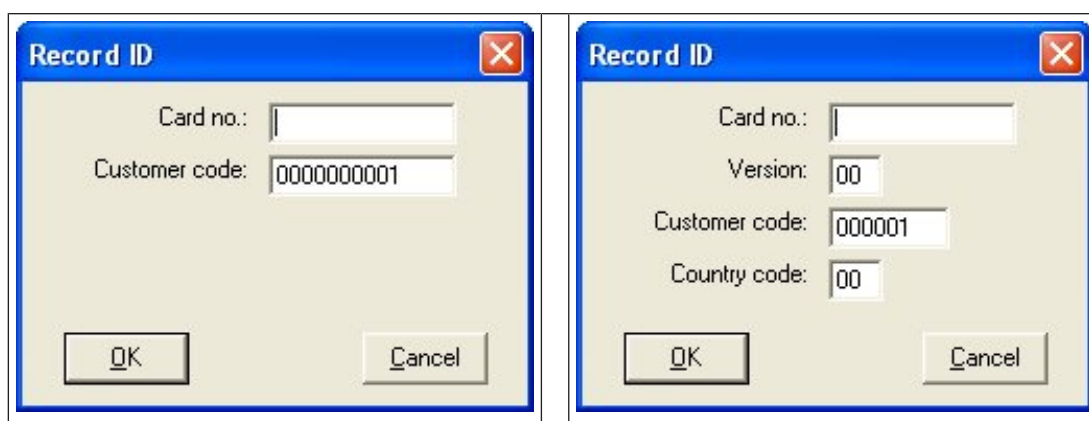 Record ID
Card no.:
Customer code: 0000000001
OK Cancel
Record ID
Card no.:
Version: 00
Customer code: 000001
Country code: 00
OK Cancel